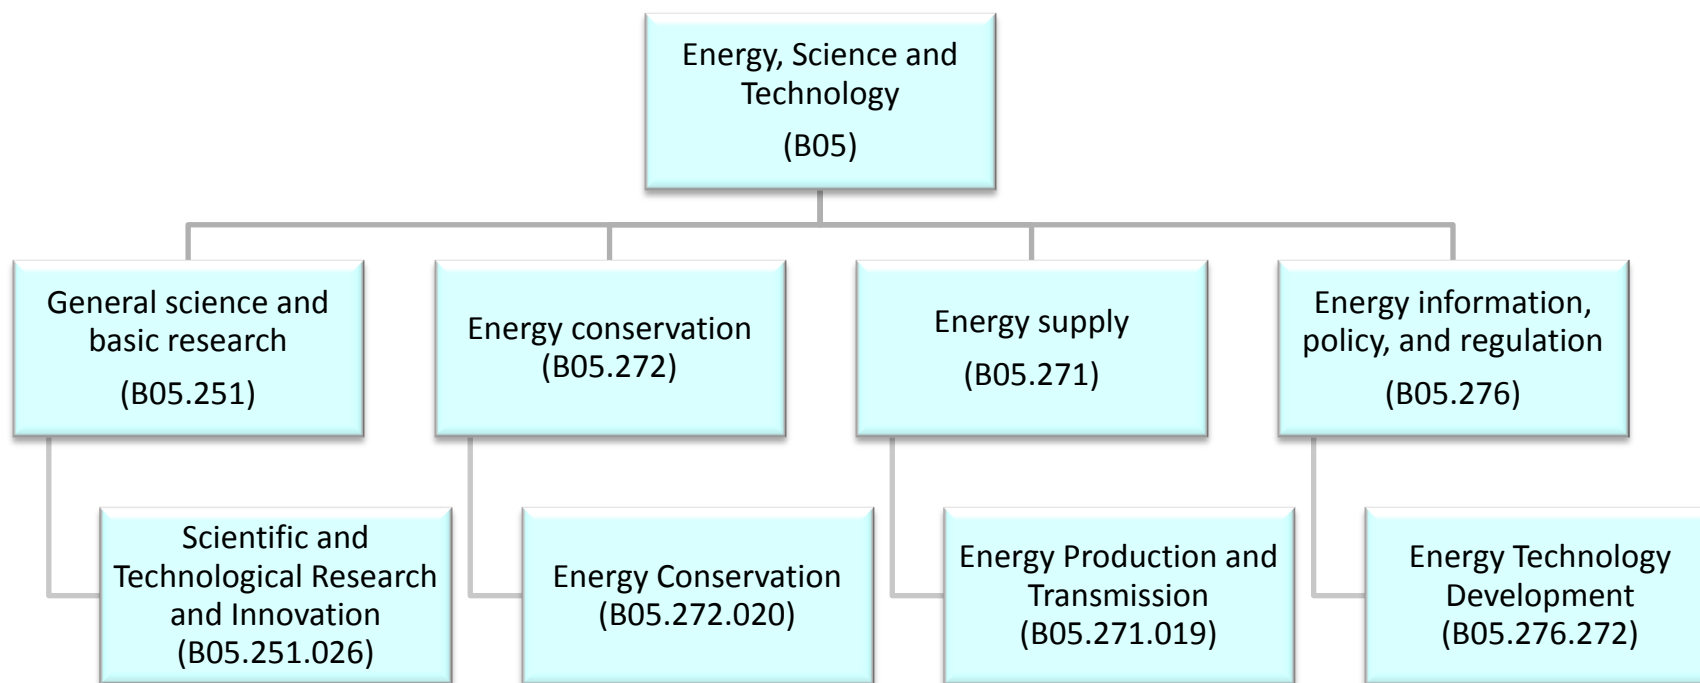 Energy, Science and
Technology
(B05)
General science and
basic research
(B05.251)
Energy conservation
(B05.272)
Energy supply
(B05.271)
Energy information,
policy, and regulation
(B05.276)
Scientific and
Technological Research
and Innovation
(B05.251.026)
Energy Conservation
(B05.272.020)
Energy Production and
Transmission
(B05.271.019)
Energy Technology
Development
(B05.276.272)